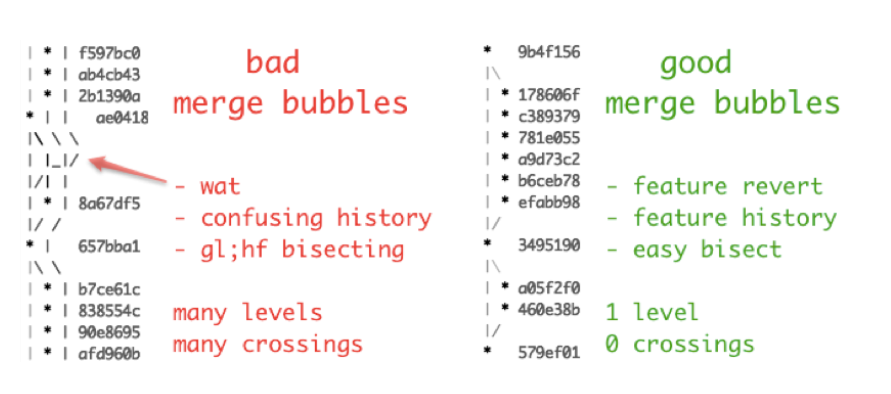 | * | f597bc0
| * | ab4cb43
| * | 2b1390a
* | |   ae0418
|\ \ \
| |_|/
|/| |
| * | 8a67df5
|/ /
* |   657bba1
|\ \
| * | b7ce61c
| * | 838554c
| * | 90e8695
| * | afd960b
bad
merge bubbles
- wat
- confusing history
- gl;hf bisecting
many levels
many crossings
*   9b4f156
|\
| * 178606f
| * c389379
| * 781e055
| * a9d73c2
| * b6ceb78
| * efabb98
|/
*   3495190
|\
| * a05f2f0
| * 460e38b
|/
*   579ef01
good
merge bubbles
- feature revert
- feature history
- easy bisect
1 level
0 crossings